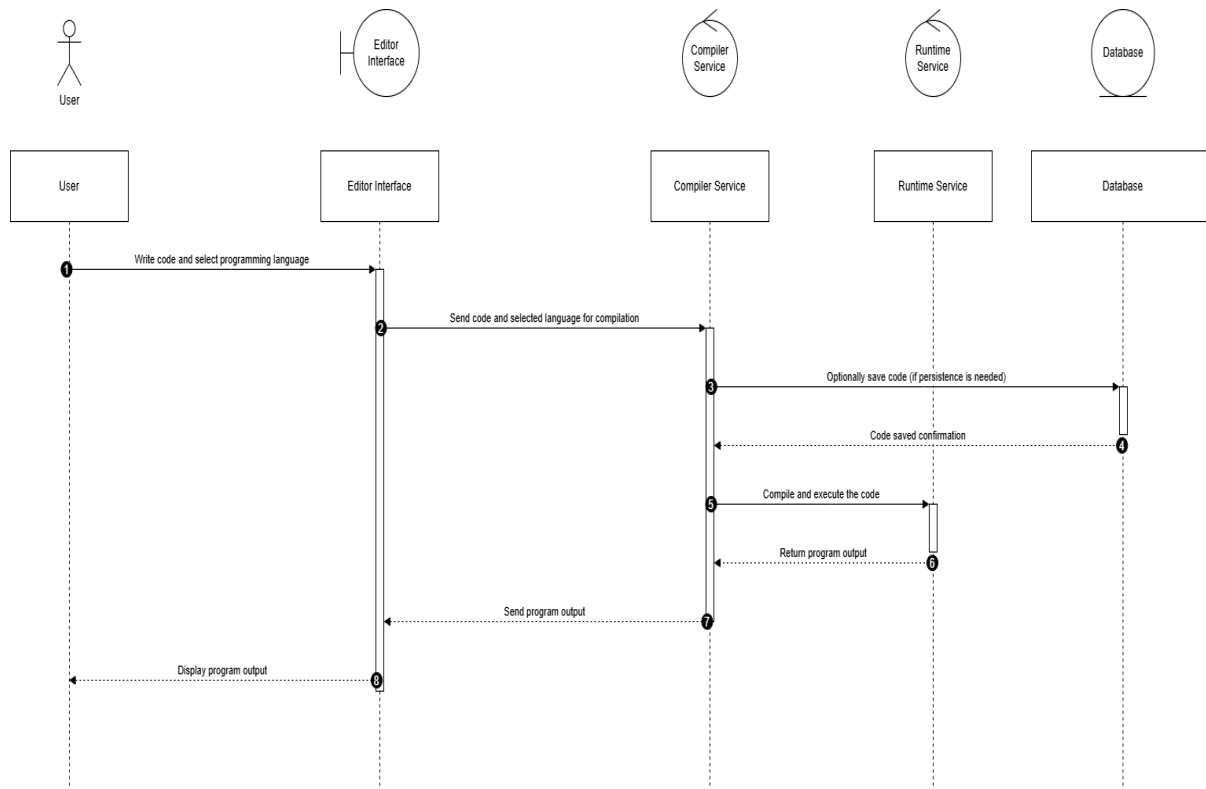 Editor
Interface
Compiler
Service
Runtime
Service
Database
User
User
Editor Interface
Compiler Service
Runtime Service
Database
1
Write code and select programming language
2
Send code and selected language for compilation
3
Optionally save code (if persistence is needed)
Code saved confirmation
4
5
Compile and execute the code
Return program output
6
Send program output
7
Display program output
8